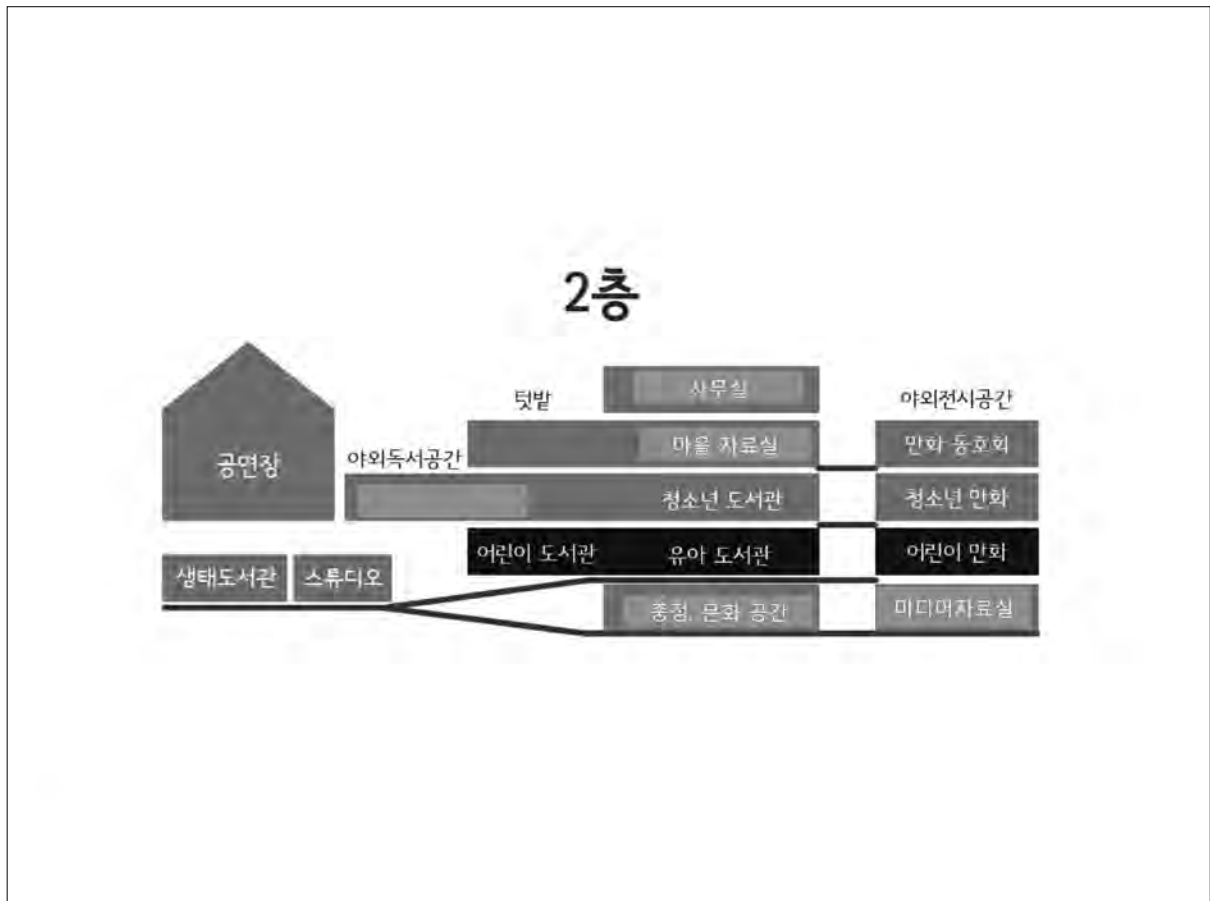 2층
사무실
텃밭
야외전시공간
마을 자료실
만화 동호회
공연장
야외독서공간
청소년 도서관
청소년 만화
어린이 도서관
유아 도서관
어린이 만화
생태도서관
스튜디오
종점, 문화 공간
미디어자료실